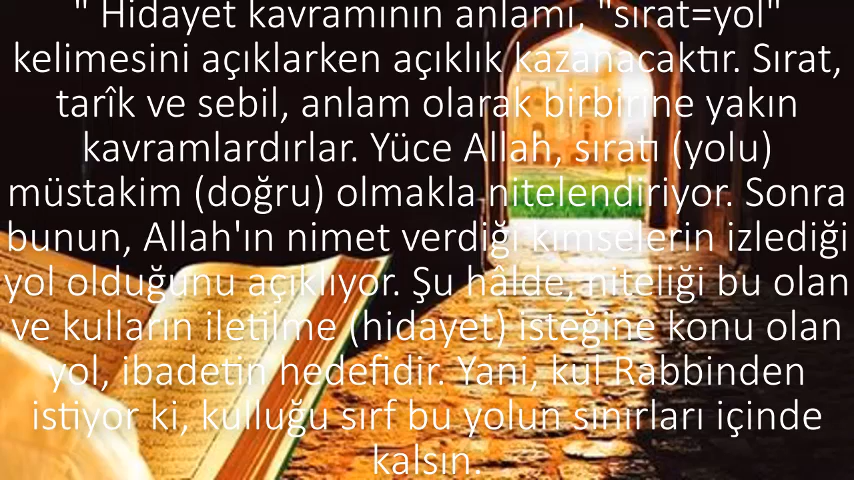 " Hidayet kavramının anlamı, "sırat=yol"
kelimesini açıklarken açıklık kazanacaktır. Sırat,
tarîk ve sebil, anlam olarak birbirine yakın
kavramlardırlar. Yüce Allah, sıratı (yolu)
müstakim (doğru) olmakla nitelendiriyor. Sonra
bunun, Allah'ın nimet verdiği kimselerin izlediği
yol olduğunu açıklıyor. Şu hâlde, niteliği bu olan
ve kulların iletilme (hidayet) isteğine konu olan
yol, ibadetin hedefidir. Yani, kul Rabbinden
istiyor ki, kulluğu sırf bu yolun sınırları içinde
kalsın.